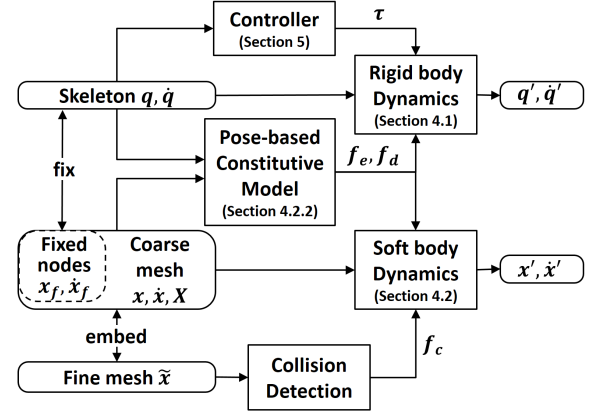 Controller
(Section 5)
τ
Skeleton q, q̇
Rigid body
Dynamics
(Section 4.1)
q′, q̇′
fix
Pose-based
Constitutive
Model
(Section 4.2.2)
f_e, f_d
Fixed
nodes
x_f, ẋ_f
Coarse
mesh
x, ẋ, X
Soft body
Dynamics
(Section 4.2)
x′, ẋ′
embed
f_c
Fine mesh x̃
Collision
Detection